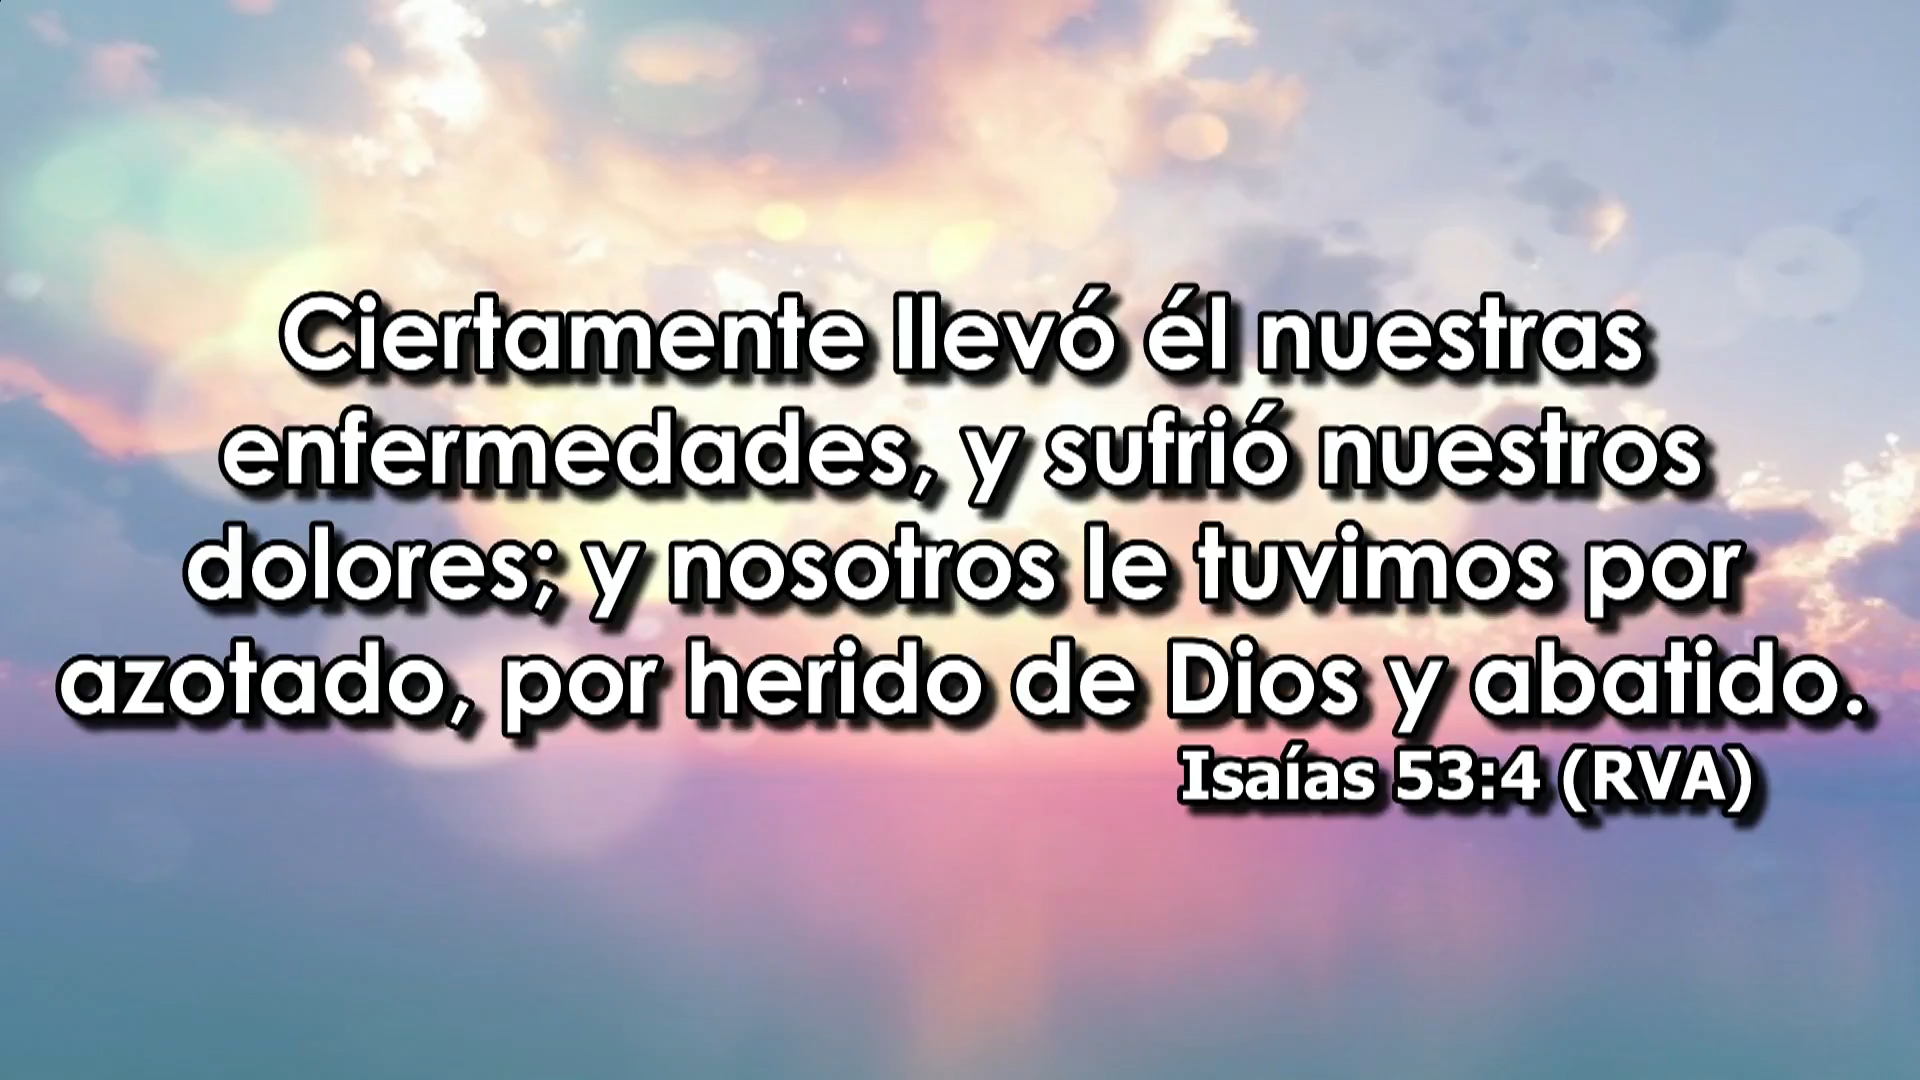 Ciertamente llevó él nuestras
enfermedades, y sufrió nuestros
dolores; y nosotros le tuvimos por
azotado, por herido de Dios y abatido.
Isaías 53:4 (RVA)